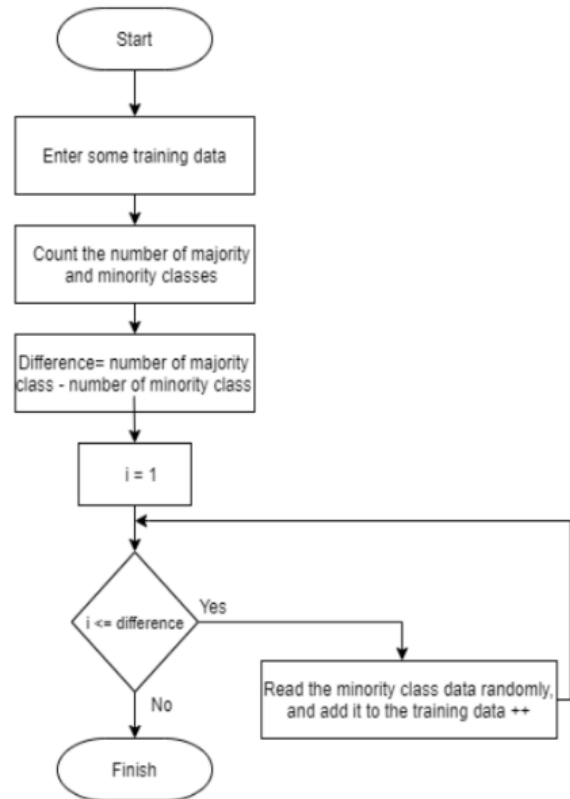 Start
Enter some training data
Count the number of majority
and minority classes
Difference= number of majority
class - number of minority class
i = 1
i <= difference
Yes
Read the minority class data randomly,
and add it to the training data ++
No
Finish